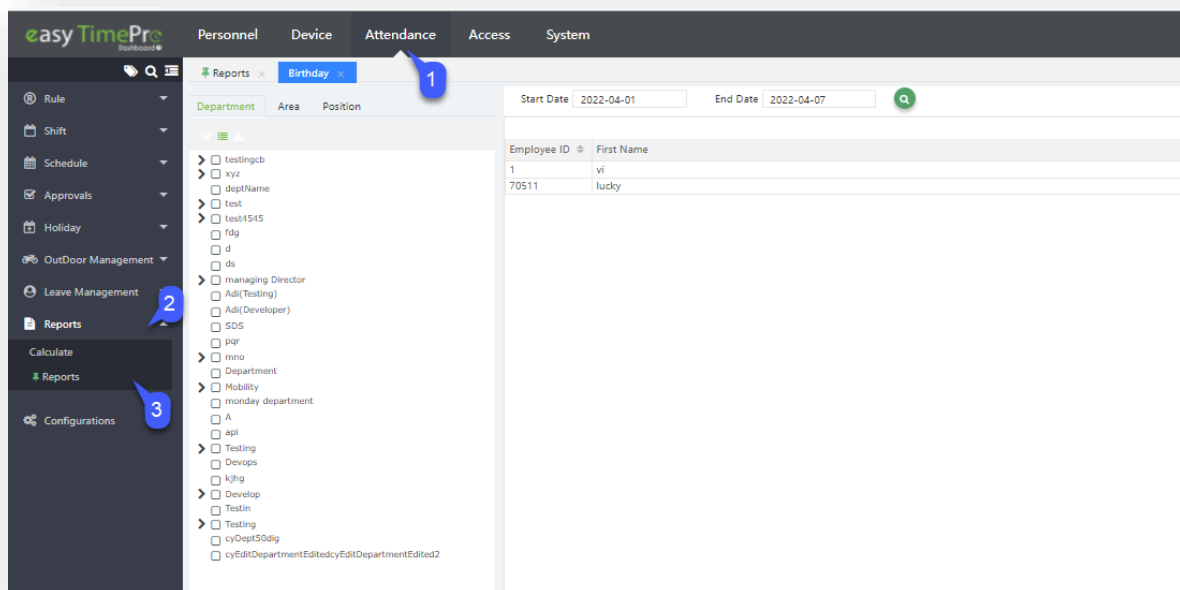 easy TimePro
Dashboard
Personnel Device Attendance Access System
1
Reports Birthday
Rule
Shift
Schedule
Approvals
Holiday
OutDoor Management
Leave Management
2
Reports
Calculate
Reports
3
Configurations
Department Area Position
testingcb
xyz
deptName
test
test4545
fdg
d
ds
managing Director
Adi(Testing)
Adi(Developer)
SDS
pqr
mno
Department
Mobility
monday department
A
api
Testing
Devops
kjhg
Develop
Testin
Testing
cyDept50dig
cyEditDepartmentEditedcyEditDepartmentEdited2
Start Date 2022-04-01 End Date 2022-04-07
Employee ID First Name
1 vi
70511 lucky